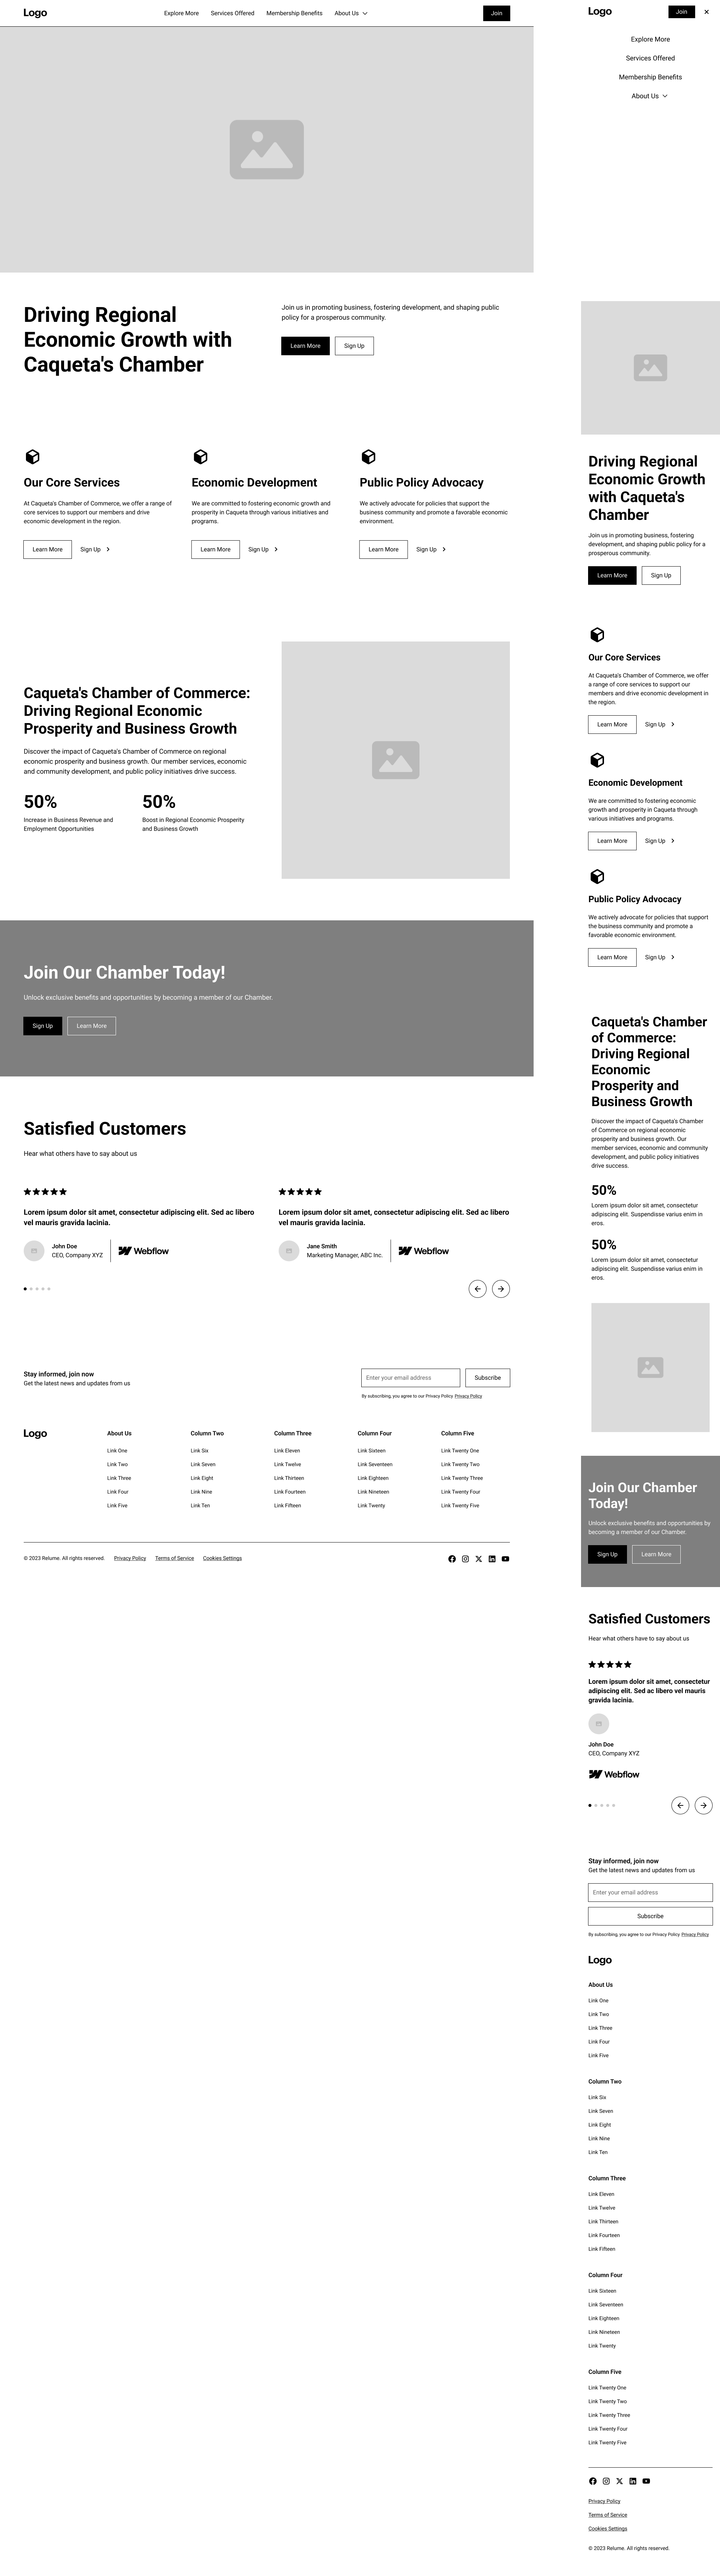 Logo
Explore More
Services Offered
Membership Benefits
About Us
Join
Driving Regional
Economic Growth with
Caqueta's Chamber
Join us in promoting business, fostering development, and shaping public
policy for a prosperous community.
Learn More
Sign Up
Our Core Services
At Caqueta's Chamber of Commerce, we offer a range of
core services to support our members and drive
economic development in the region.
Learn More
Sign Up
Economic Development
We are committed to fostering economic growth and
prosperity in Caqueta through various initiatives and
programs.
Learn More
Sign Up
Public Policy Advocacy
We actively advocate for policies that support the
business community and promote a favorable economic
environment.
Learn More
Sign Up
Caqueta's Chamber of Commerce:
Driving Regional Economic
Prosperity and Business Growth
Discover the impact of Caqueta's Chamber of Commerce on regional
economic prosperity and business growth. Our member services, economic
and community development, and public policy initiatives drive success.
50%
Increase in Business Revenue and
Employment Opportunities
50%
Boost in Regional Economic Prosperity
and Business Growth
Join Our Chamber Today!
Unlock exclusive benefits and opportunities by becoming a member of our Chamber.
Sign Up
Learn More
Satisfied Customers
Hear what others have to say about us
Lorem ipsum dolor sit amet, consectetur adipiscing elit. Sed ac libero
vel mauris gravida lacinia.
John Doe
CEO, Company XYZ
Webflow
Lorem ipsum dolor sit amet, consectetur adipiscing elit. Sed ac libero
vel mauris gravida lacinia.
Jane Smith
Marketing Manager, ABC Inc.
Webflow
Stay informed, join now
Get the latest news and updates from us
Enter your email address
Subscribe
By subscribing, you agree to our Privacy Policy Privacy Policy
Logo
About Us
Link One
Link Two
Link Three
Link Four
Link Five
Column Two
Link Six
Link Seven
Link Eight
Link Nine
Link Ten
Column Three
Link Eleven
Link Twelve
Link Thirteen
Link Fourteen
Link Fifteen
Column Four
Link Sixteen
Link Seventeen
Link Eighteen
Link Nineteen
Link Twenty
Column Five
Link Twenty One
Link Twenty Two
Link Twenty Three
Link Twenty Four
Link Twenty Five
© 2023 Relume. All rights reserved.
Privacy Policy
Terms of Service
Cookies Settings
Logo
Join
Explore More
Services Offered
Membership Benefits
About Us
Driving Regional
Economic Growth
with Caqueta's
Chamber
Join us in promoting business, fostering
development, and shaping public policy for a
prosperous community.
Learn More
Sign Up
Our Core Services
At Caqueta's Chamber of Commerce, we offer
a range of core services to support our
members and drive economic development in
the region.
Learn More
Sign Up
Economic Development
We are committed to fostering economic
growth and prosperity in Caqueta through
various initiatives and programs.
Learn More
Sign Up
Public Policy Advocacy
We actively advocate for policies that support
the business community and promote a
favorable economic environment.
Learn More
Sign Up
Caqueta's Chamber
of Commerce:
Driving Regional
Economic
Prosperity and
Business Growth
Discover the impact of Caqueta's Chamber
of Commerce on regional economic
prosperity and business growth. Our
member services, economic and community
development, and public policy initiatives
drive success.
50%
Lorem ipsum dolor sit amet, consectetur
adipiscing elit. Suspendisse varius enim in
eros.
50%
Lorem ipsum dolor sit amet, consectetur
adipiscing elit. Suspendisse varius enim in
eros.
Join Our Chamber
Today!
Unlock exclusive benefits and opportunities by
becoming a member of our Chamber.
Sign Up
Learn More
Satisfied Customers
Hear what others have to say about us
Lorem ipsum dolor sit amet, consectetur
adipiscing elit. Sed ac libero vel mauris
gravida lacinia.
John Doe
CEO, Company XYZ
Webflow
Stay informed, join now
Get the latest news and updates from us
Enter your email address
Subscribe
By subscribing, you agree to our Privacy Policy Privacy Policy
Logo
About Us
Link One
Link Two
Link Three
Link Four
Link Five
Column Two
Link Six
Link Seven
Link Eight
Link Nine
Link Ten
Column Three
Link Eleven
Link Twelve
Link Thirteen
Link Fourteen
Link Fifteen
Column Four
Link Sixteen
Link Seventeen
Link Eighteen
Link Nineteen
Link Twenty
Column Five
Link Twenty One
Link Twenty Two
Link Twenty Three
Link Twenty Four
Link Twenty Five
Privacy Policy
Terms of Service
Cookies Settings
© 2023 Relume. All rights reserved.